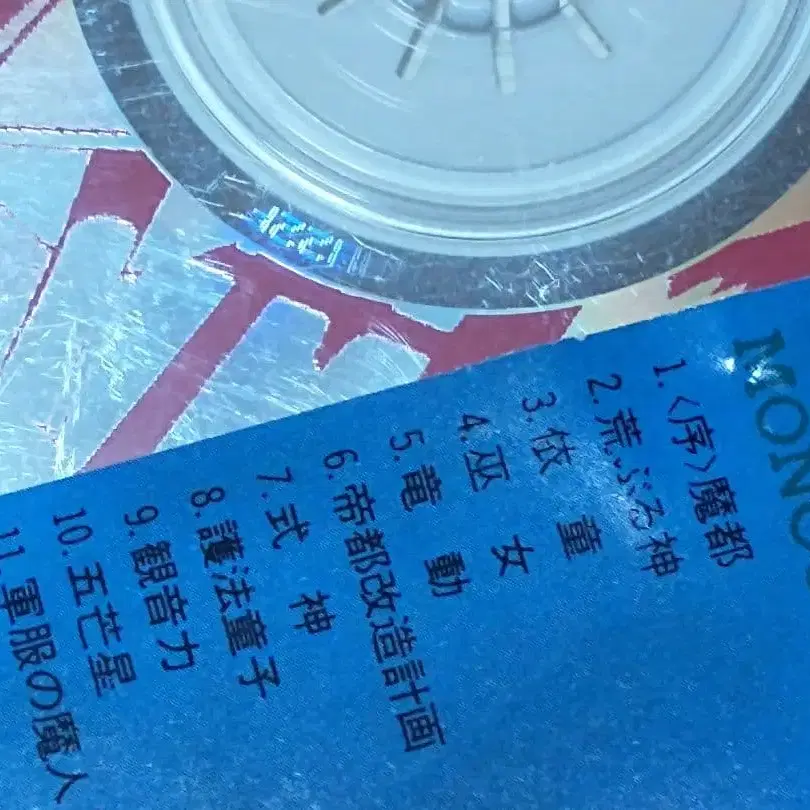 MONO
1.〈序〉魔都
2.荒ぶる神
3.依童
4.巫女
5.竜動
6.帝都改造計画
7.式神
8.護法童子
9.観音力
10.五芒星
11.軍服の魔人